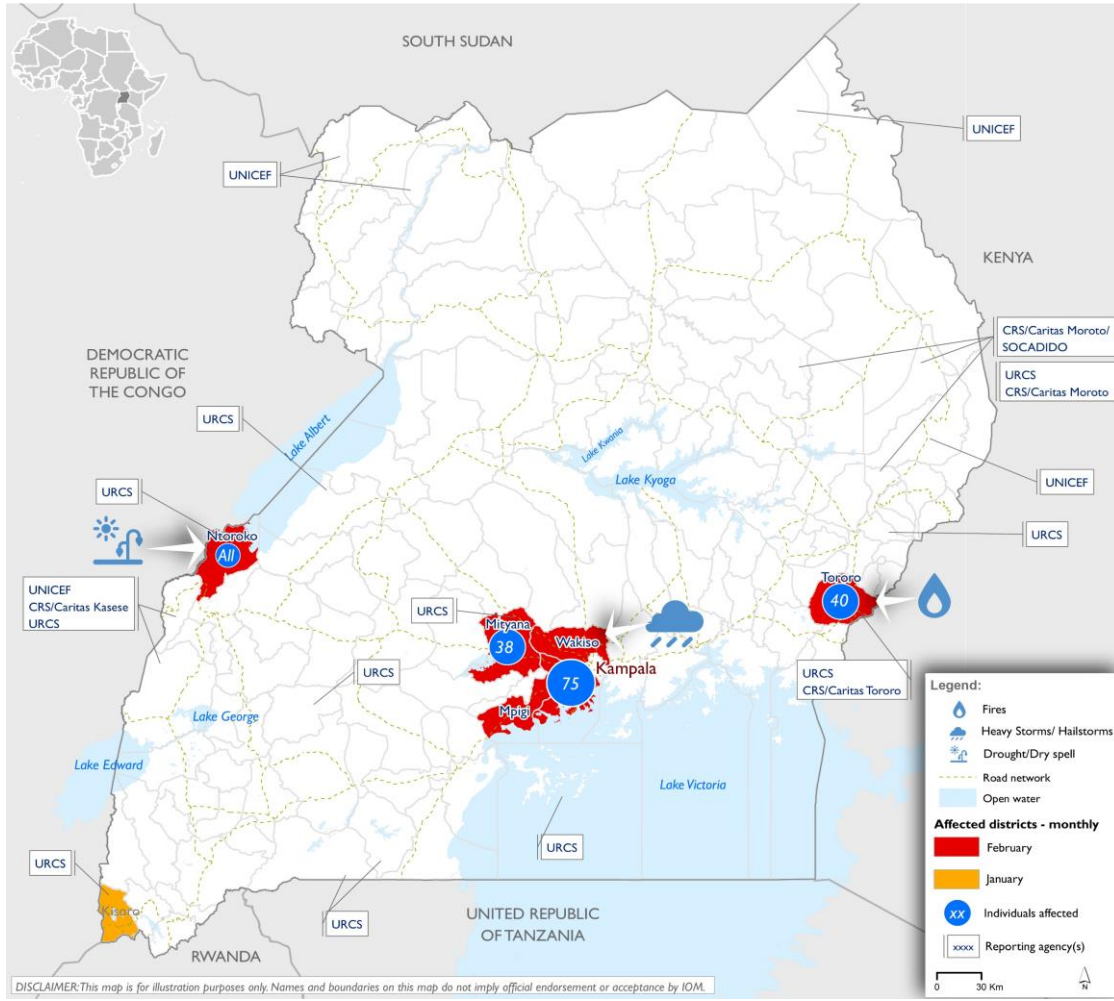 SOUTH SUDAN
UNICEF
UNICEF
KENYA
CRS/Caritas Moroto/
SOCADIDO
DEMOCRATIC
REPUBLIC OF
THE CONGO
URCS
CRS/Caritas Moroto
URCS
Lake Albert
Lake Kwania
Lake Kyoga
UNICEF
URCS
URCS
Ntoroko
All
UNICEF
CRS/Caritas Kasese
URCS
Tororo
40
URCS
Mityana
38
Wakiso
Kampala
75
Mpigi
URCS
URCS
CRS/Caritas Tororo
Lake George
Lake Edward
Lake Victoria
URCS
URCS
Kisoro
URCS
UNITED REPUBLIC
OF TANZANIA
RWANDA
Legend:
Fires
Heavy Storms/ Hailstorms
Drought/Dry spell
Road network
Open water
Affected districts - monthly
February
January
xx Individuals affected
xxxx Reporting agency(s)
0 30 Km
N
DISCLAIMER:This map is for illustration purposes only. Names and boundaries on this map do not imply official endorsement or acceptance by IOM.